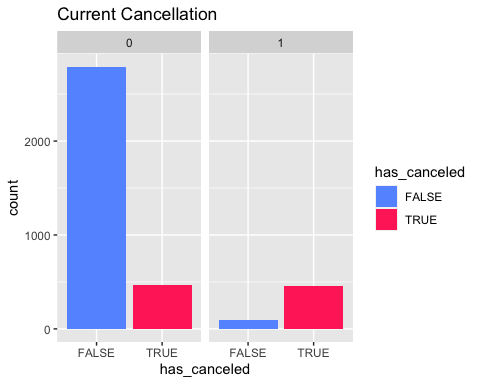 Current Cancellation
0 1
2000
1000
0
count
FALSE TRUE FALSE TRUE
has_canceled
has_canceled
FALSE
TRUE